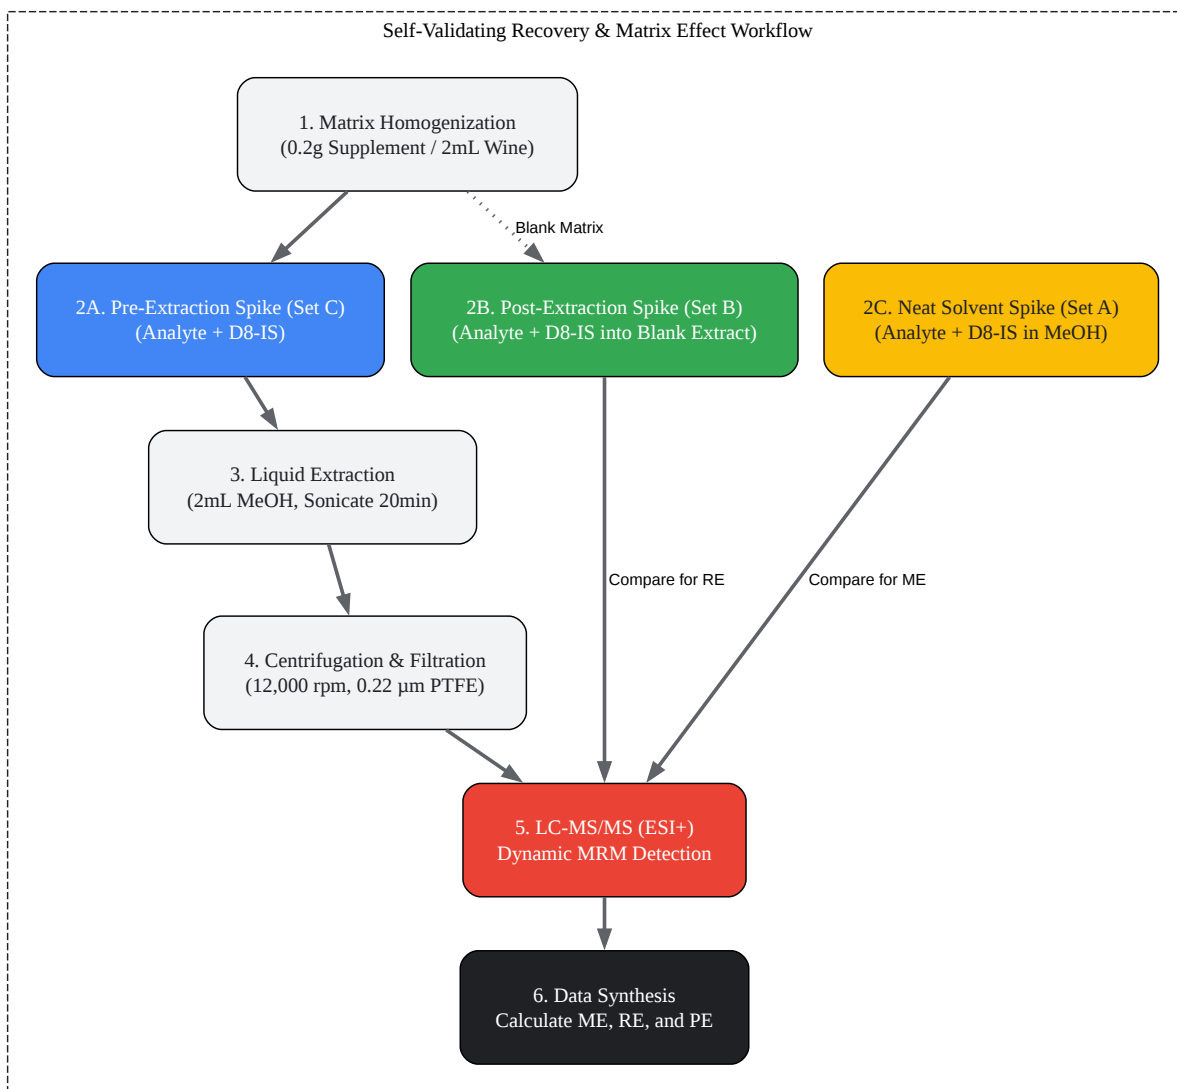 Self-Validating Recovery & Matrix Effect Workflow
1. Matrix Homogenization
(0.2g Supplement / 2mL Wine)
Blank Matrix
2A. Pre-Extraction Spike (Set C)
(Analyte + D8-IS)
2B. Post-Extraction Spike (Set B)
(Analyte + D8-IS into Blank Extract)
2C. Neat Solvent Spike (Set A)
(Analyte + D8-IS in MeOH)
3. Liquid Extraction
(2mL MeOH, Sonicate 20min)
Compare for RE
Compare for ME
4. Centrifugation & Filtration
(12,000 rpm, 0.22 µm PTFE)
5. LC-MS/MS (ESI+)
Dynamic MRM Detection
6. Data Synthesis
Calculate ME, RE, and PE